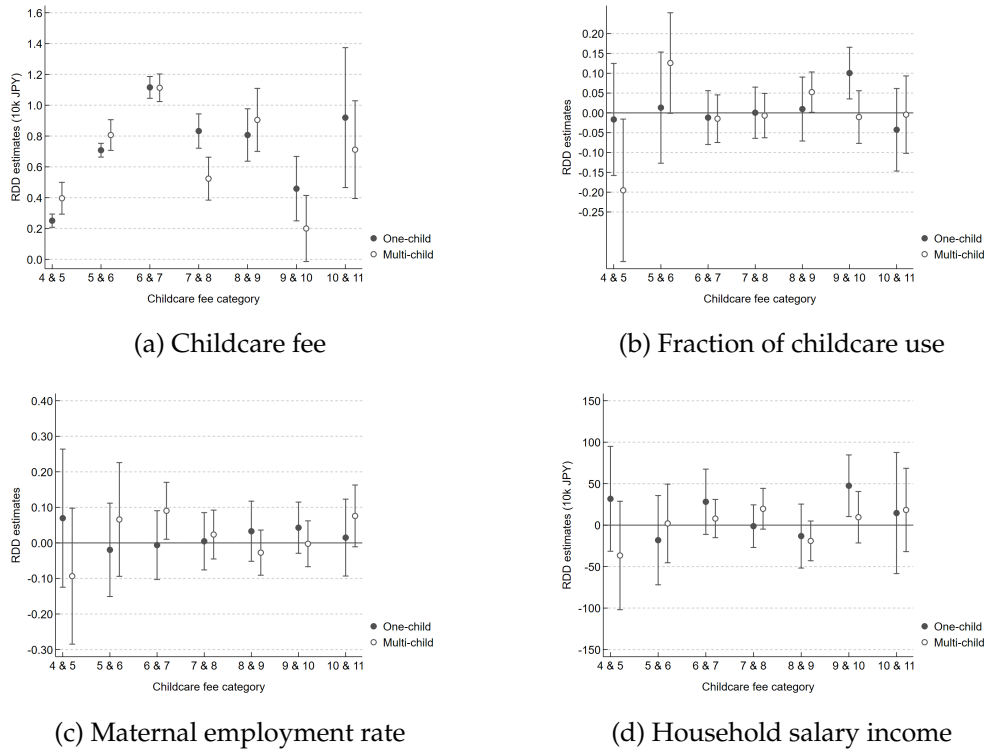 1.6
1.4
1.2
1.0
0.8
0.6
0.4
0.2
0.0
RDD estimates (10k JPY)
4 & 5 5 & 6 6 & 7 7 & 8 8 & 9 9 & 10 10 & 11
Childcare fee category
One-child
Multi-child
(a) Childcare fee
0.20
0.15
0.10
0.05
0.00
-0.05
-0.10
-0.15
-0.20
-0.25
RDD estimates
4 & 5 5 & 6 6 & 7 7 & 8 8 & 9 9 & 10 10 & 11
Childcare fee category
One-child
Multi-child
(b) Fraction of childcare use
0.40
0.30
0.20
0.10
0.00
-0.10
-0.20
-0.30
RDD estimates
4 & 5 5 & 6 6 & 7 7 & 8 8 & 9 9 & 10 10 & 11
Childcare fee category
One-child
Multi-child
(c) Maternal employment rate
150
100
50
0
-50
-100
-150
RDD estimates (10k JPY)
4 & 5 5 & 6 6 & 7 7 & 8 8 & 9 9 & 10 10 & 11
Childcare fee category
One-child
Multi-child
(d) Household salary income